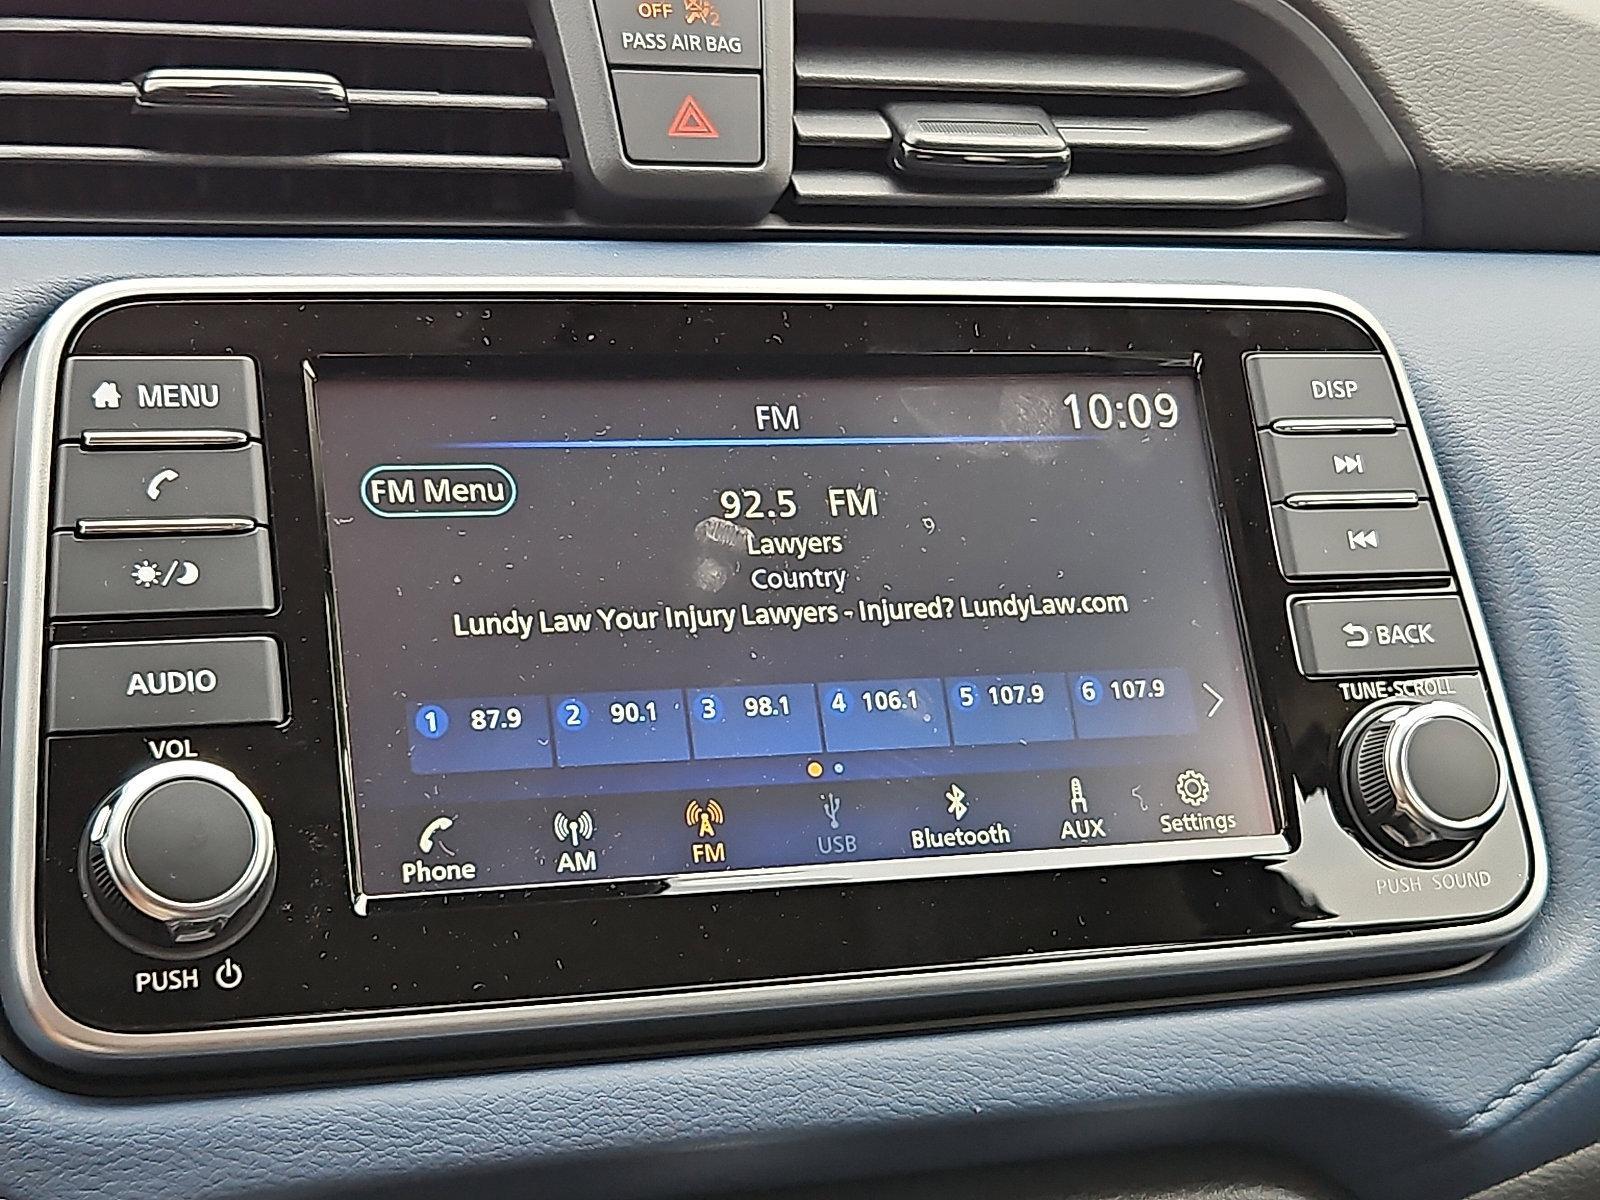 OFF 2
PASS AIR BAG
MENU
AUDIO
VOL
PUSH
FM
10:09
FM Menu
92.5 FM
Lawyers
Country
Lundy Law Your Injury Lawyers - Injured? LundyLaw.com
1 87.9
2 90.1
3 98.1
4 106.1
5 107.9
6 107.9
Phone
AM
FM
USB
Bluetooth
AUX
Settings
DISP
BACK
TUNE•SCROLL
PUSH SOUND